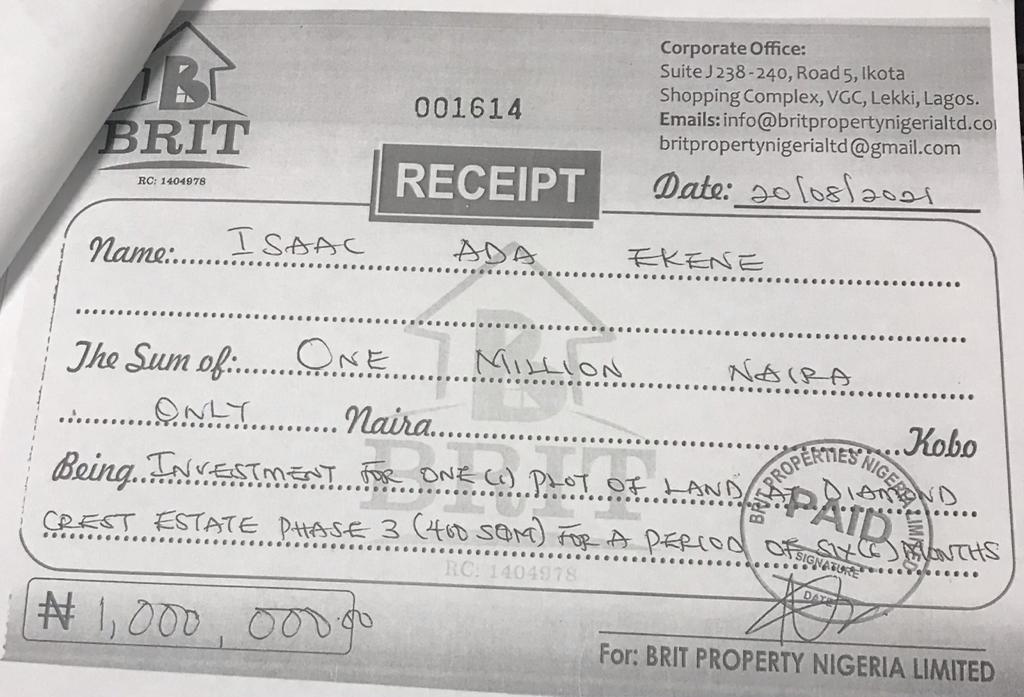 BRIT
RC: 1404978
001614
Corporate Office:
Suite J 238-240, Road 5, Ikota
Shopping Complex, VGC, Lekki, Lagos.
Emails: info@britpropertynigerialtd.co
britpropertynigerialtd@gmail.com
RECEIPT
Date: 20/08/2021
Name: ISAAC ADA EKENE
The Sum of: ONE MILLION NAIRA
ONLY Naira Kobo
Being INVESTMENT FOR ONE (1) PLOT OF LAND AT DIAMOND
CREST ESTATE PHASE 3 (400 SQM) FOR A PERIOD OF SIX (6) MONTHS
BRIT
RC: 1404978
BRIT PROPERTIES NIGERIA LIMITED
PAID
SIGNATURE
DATE
₦ 1,000,000.00
For: BRIT PROPERTY NIGERIA LIMITED